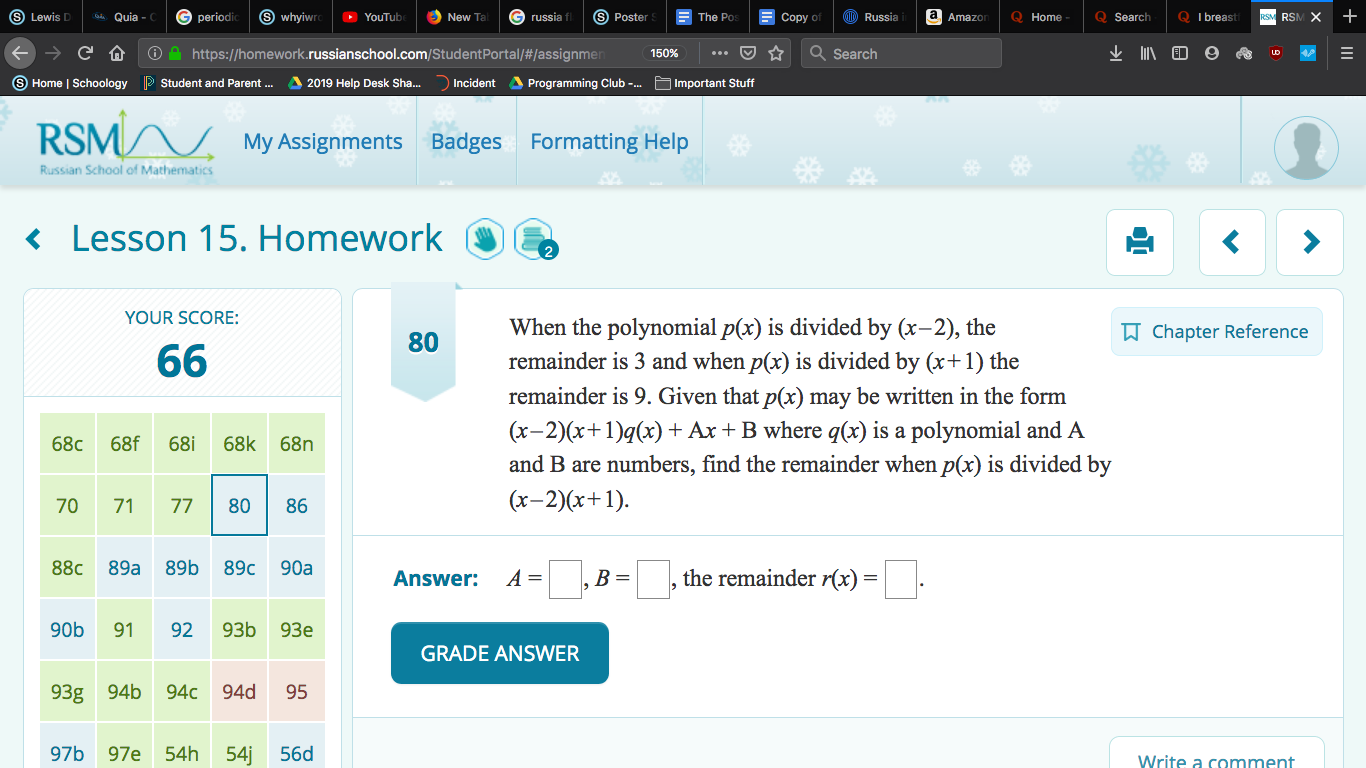 Lewis D
Quia - C
periodic
whyiwro
YouTube
New Tab
russia fl
Poster S
The Pos
Copy of
Russia i
Amazon
Home -
Search
I breast
RSM RSM
https://homework.russianschool.com/StudentPortal/#/assignmen
150%
Search
Home | Schoology
Student and Parent ...
2019 Help Desk Sha...
Incident
Programming Club -...
Important Stuff
RSM
Russian School of Mathematics
My Assignments
Badges
Formatting Help
Lesson 15. Homework
2
YOUR SCORE:
66
68c 68f 68i 68k 68n
70 71 77 80 86
88c 89a 89b 89c 90a
90b 91 92 93b 93e
93g 94b 94c 94d 95
97b 97e 54h 54j 56d
80
When the polynomial p(x) is divided by (x−2), the
remainder is 3 and when p(x) is divided by (x+1) the
remainder is 9. Given that p(x) may be written in the form
(x−2)(x+1)q(x) + Ax + B where q(x) is a polynomial and A
and B are numbers, find the remainder when p(x) is divided by
(x−2)(x+1).
Chapter Reference
Answer: A = , B = , the remainder r(x) = .
GRADE ANSWER
Write a comment